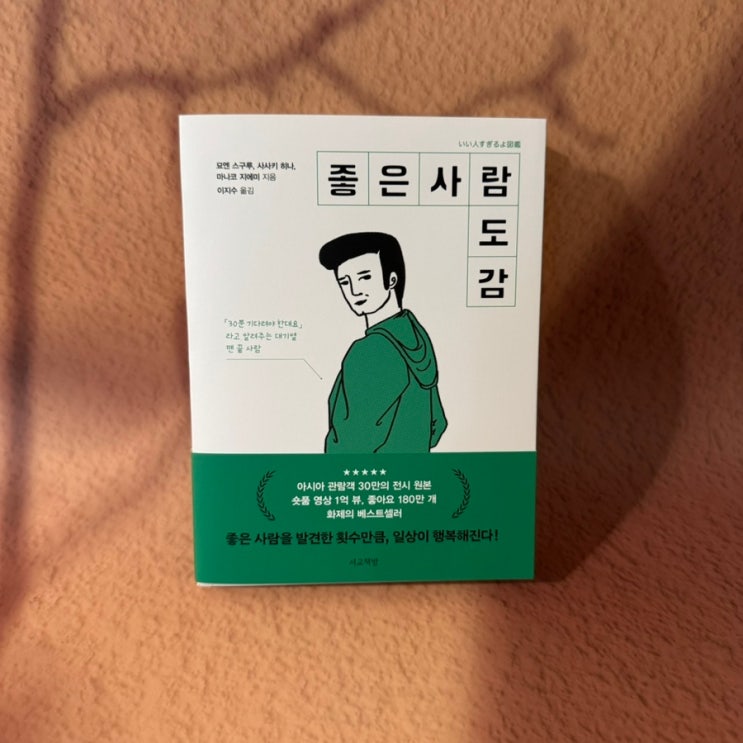 いい人すぎるよ図鑑
묘엔 스구루, 사사키 히나,
마나코 지에미 지음
이지수 옮김
좋은 사람
도
감
「30분 기다려야 한대요」
라고 알려주는 대기열
맨 끝 사람
★★★★★
아시아 관람객 30만의 전시 원본
숏폼 영상 1억 뷰, 좋아요 180만 개
화제의 베스트셀러
좋은 사람을 발견한 횟수만큼, 일상이 행복해진다!
서교책방